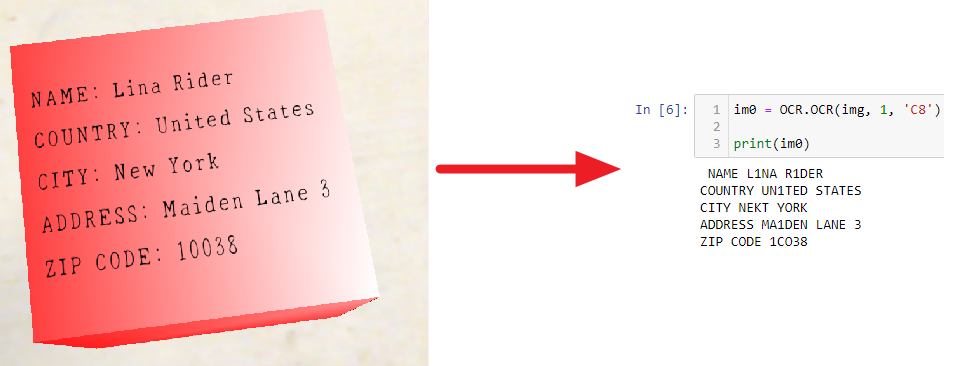 NAME: Lina Rider
COUNTRY: United States
CITY: New York
ADDRESS: Maiden Lane 3
ZIP CODE: 10038
In [6]:
1 im0 = OCR.OCR(img, 1, 'C8')
2
3 print(im0)
NAME L1NA R1DER
COUNTRY UN1TED STATES
CITY NEKT YORK
ADDRESS MA1DEN LANE 3
ZIP CODE 1CO38